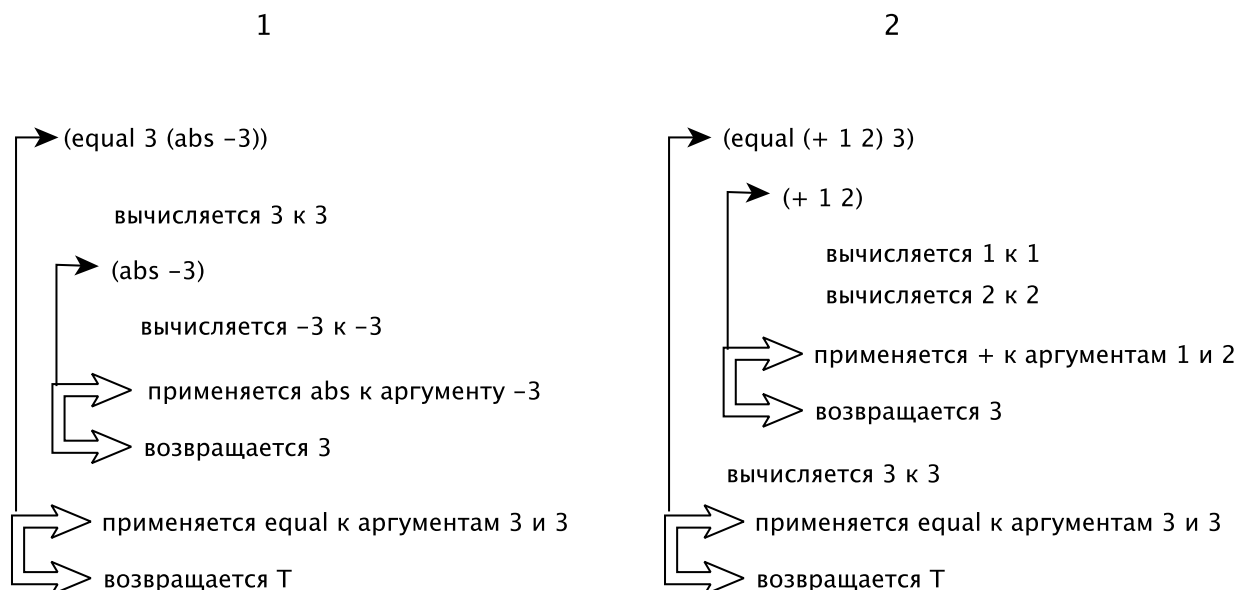 1
(equal 3 (abs −3))
вычисляется 3 к 3
(abs −3)
вычисляется −3 к −3
применяется abs к аргументу −3
возвращается 3
применяется equal к аргументам 3 и 3
возвращается T
2
(equal (+ 1 2) 3)
(+ 1 2)
вычисляется 1 к 1
вычисляется 2 к 2
применяется + к аргументам 1 и 2
возвращается 3
вычисляется 3 к 3
применяется equal к аргументам 3 и 3
возвращается T